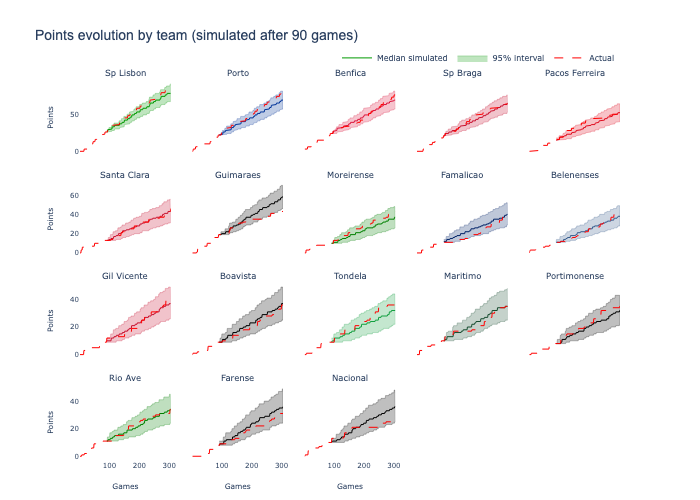 Points evolution by team (simulated after 90 games)
Median simulated 95% interval Actual
Sp Lisbon Porto Benfica Sp Braga Pacos Ferreira
Points
50
0
Santa Clara Guimaraes Moreirense Famalicao Belenenses
Points
60
40
20
0
Gil Vicente Boavista Tondela Maritimo Portimonense
Points
40
20
0
Rio Ave Farense Nacional
Points
40
20
0
100 200 300 100 200 300 100 200 300
Games Games Games